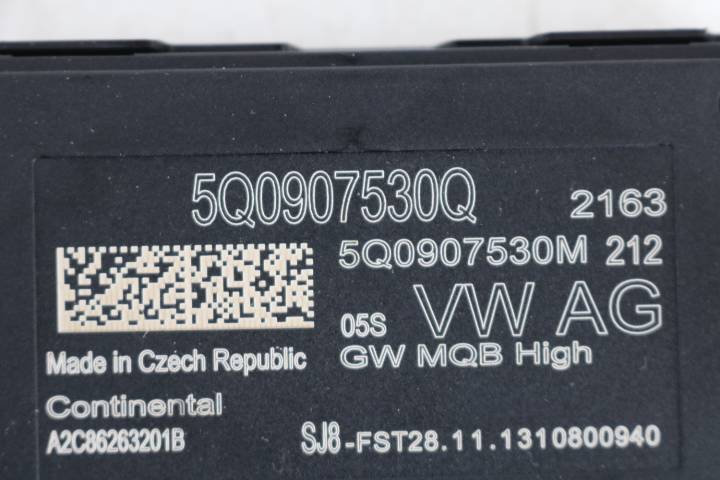 5Q0907530Q 2163
5Q0907530M 212
05S VW AG
Made in Czech Republic GW MQB High
Continental
A2C86263201B SJ8-FST28.11.1310800940